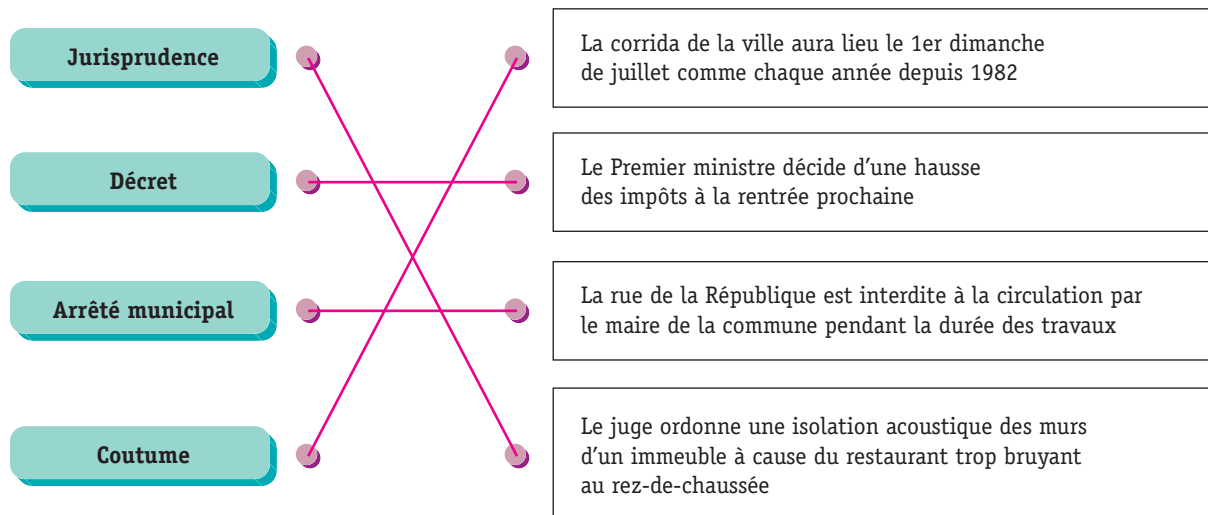 Jurisprudence
La corrida de la ville aura lieu le 1er dimanche
de juillet comme chaque année depuis 1982
Décret
Le Premier ministre décide d'une hausse
des impôts à la rentrée prochaine
Arrêté municipal
La rue de la République est interdite à la circulation par
le maire de la commune pendant la durée des travaux
Coutume
Le juge ordonne une isolation acoustique des murs
d'un immeuble à cause du restaurant trop bruyant
au rez-de-chaussée